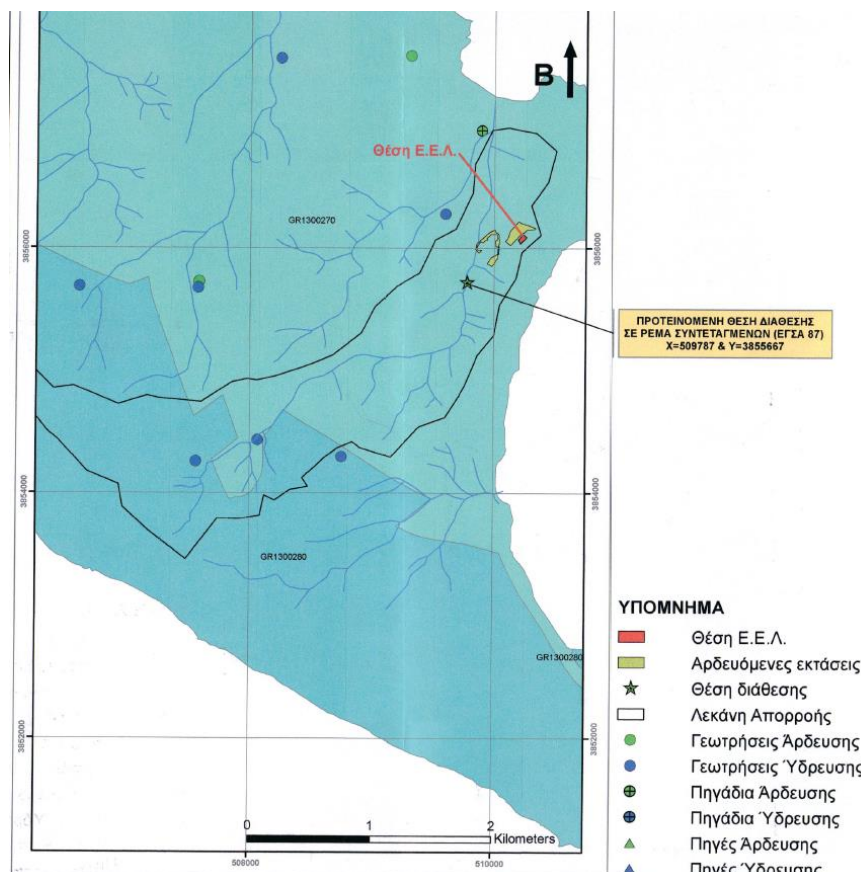 Β
Θέση Ε.Ε.Λ.
GR1300270
3856000
3856000
ΠΡΟΤΕΙΝΟΜΕΝΗ ΘΕΣΗ ΔΙΑΘΕΣΗΣ
ΣΕ ΡΕΜΑ ΣΥΝΤΕΤΑΓΜΕΝΩΝ (ΕΓΣΑ 87)
Χ=509787 & Υ=3855667
3854000
3854000
GR1300280
ΥΠΟΜΝΗΜΑ
Θέση Ε.Ε.Λ.
GR1300280
Αρδευόμενες εκτάσεις
Θέση διάθεσης
Λεκάνη Απορροής
3852000
3852000
Γεωτρήσεις Άρδευσης
Γεωτρήσεις Ύδρευσης
Πηγάδια Άρδευσης
Πηγάδια Ύδρευσης
0 1 2
Kilometers
Πηγές Άρδευσης
508000
510000
Πηγές Ύδρευσης